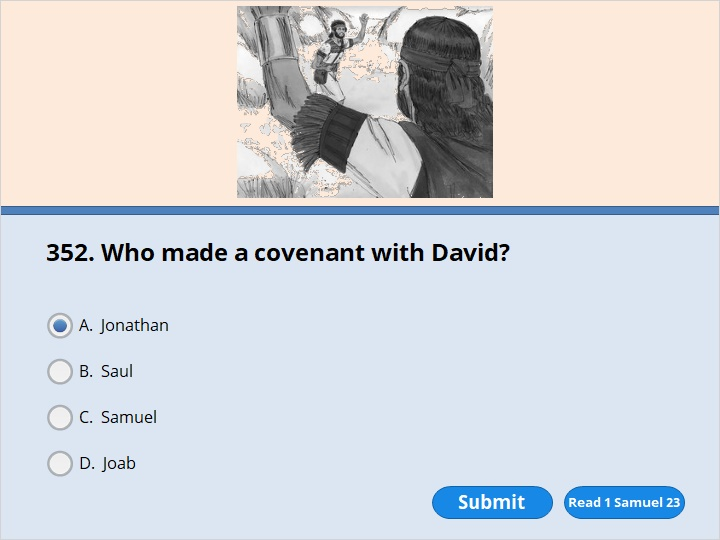 352. Who made a covenant with David?
A. Jonathan
B. Saul
C. Samuel
D. Joab
Submit
Read 1 Samuel 23